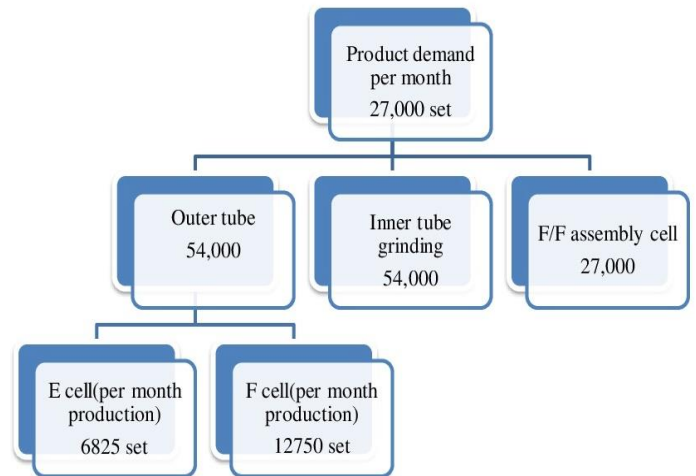 Product demand
per month
27,000 set
Outer tube
54,000
Inner tube
grinding
54,000
F/F assembly cell
27,000
E cell(per month
production)
6825 set
F cell(per month
production)
12750 set